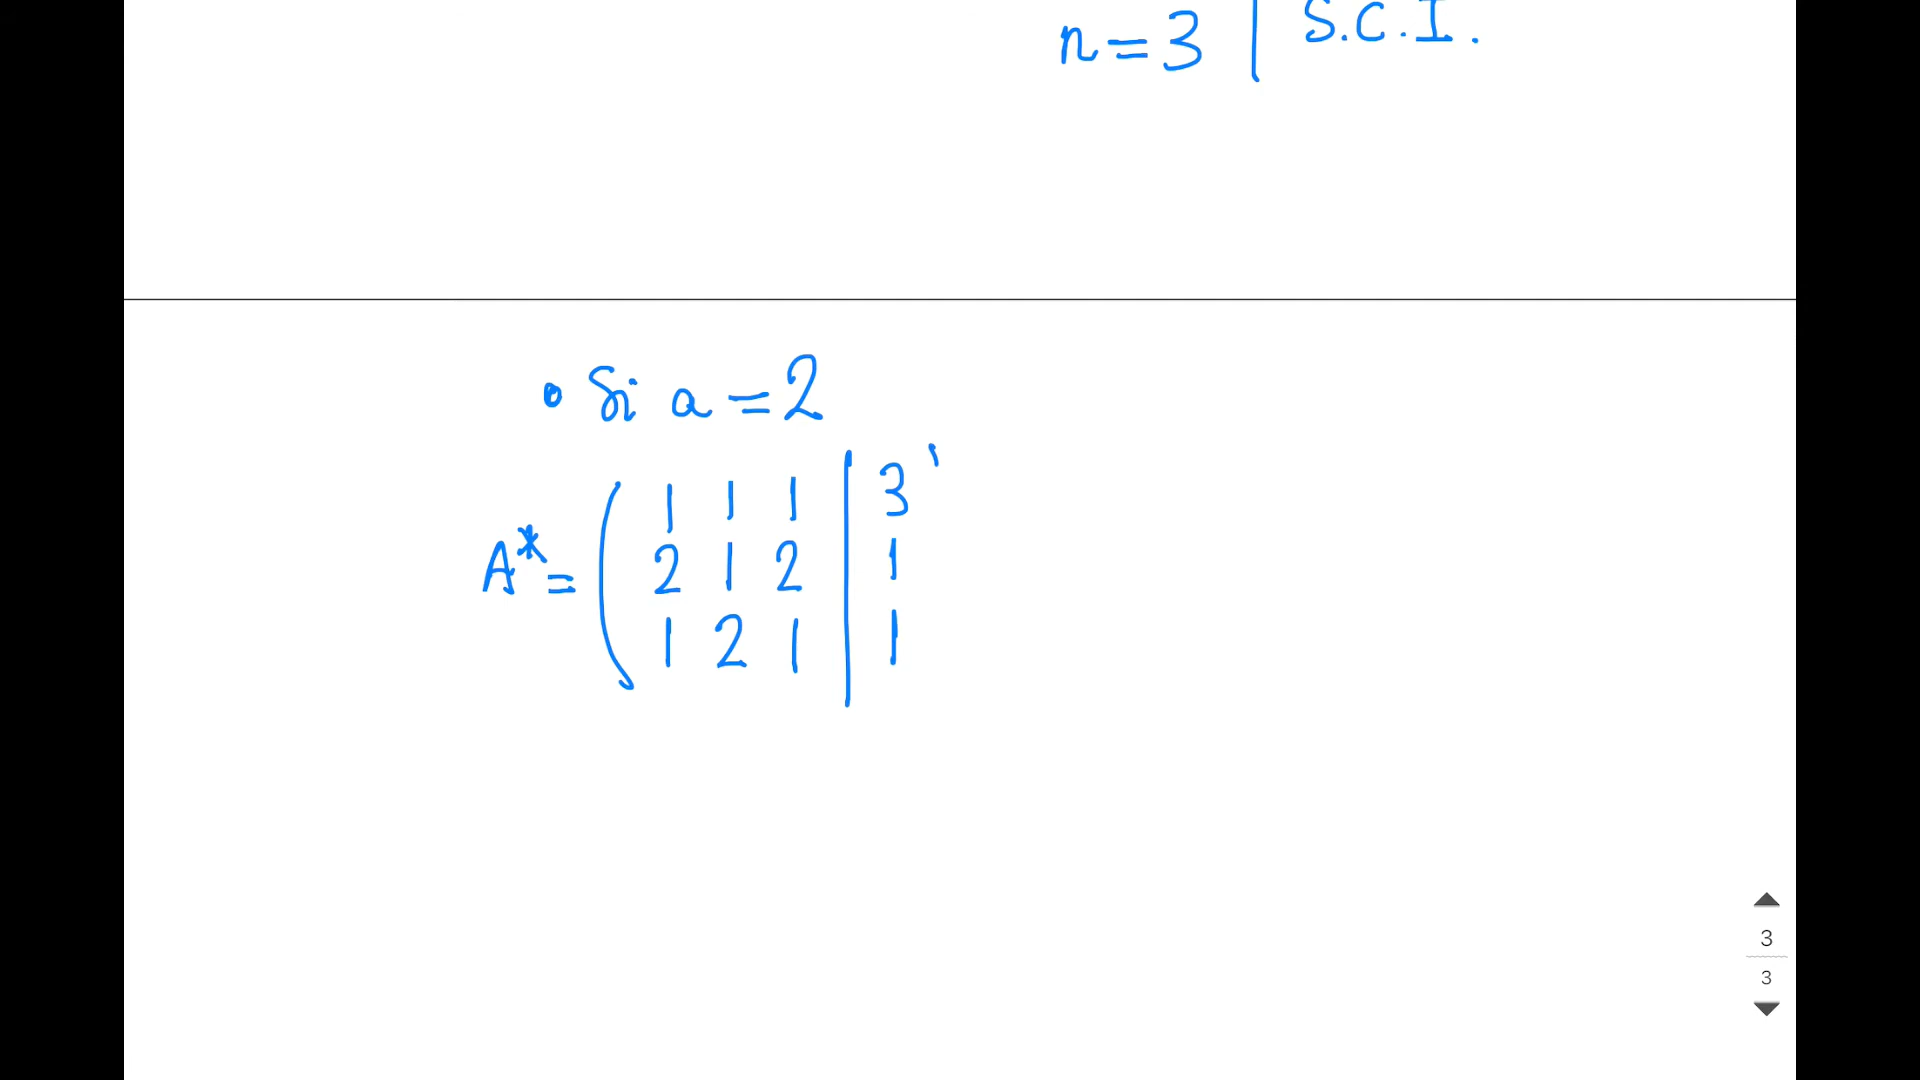 n=3 | S.C.I.
• Si a=2
A*= ( 1 1 1 | 3
2 1 2 | 1
1 2 1 | 1
3
3